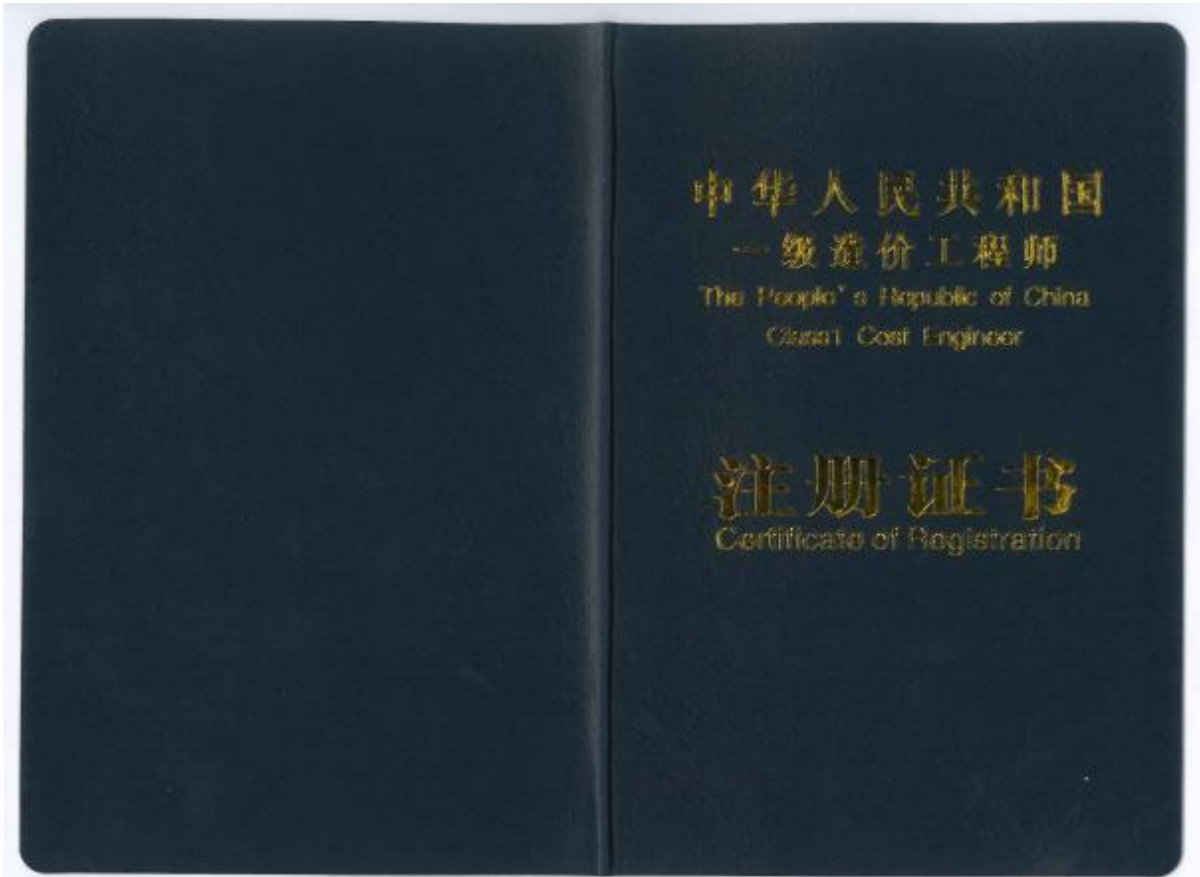 中华人民共和国
一级造价工程师
The People's Republic of China
Class1 Cost Engineer
注册证书
Certificate of Registration